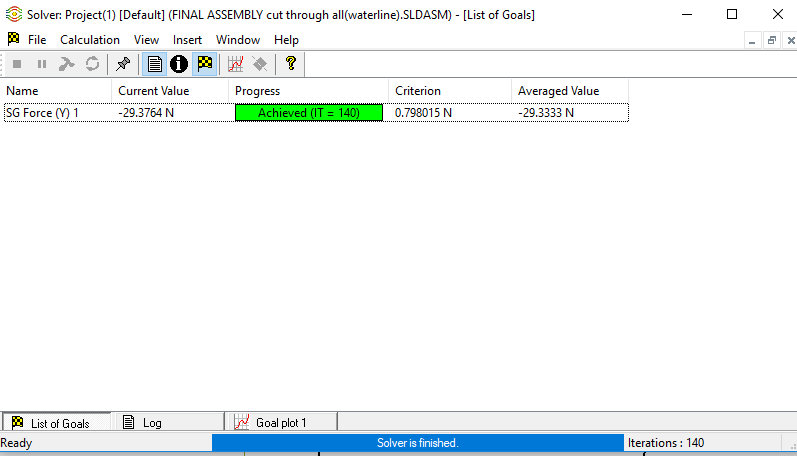 Solver: Project(1) [Default] (FINAL ASSEMBLY cut through all(waterline).SLDASM) - [List of Goals]
File Calculation View Insert Window Help
Name Current Value Progress Criterion Averaged Value
SG Force (Y) 1 -29.3764 N Achieved (IT = 140) 0.798015 N -29.3333 N
List of Goals Log Goal plot 1
Ready Solver is finished. Iterations : 140